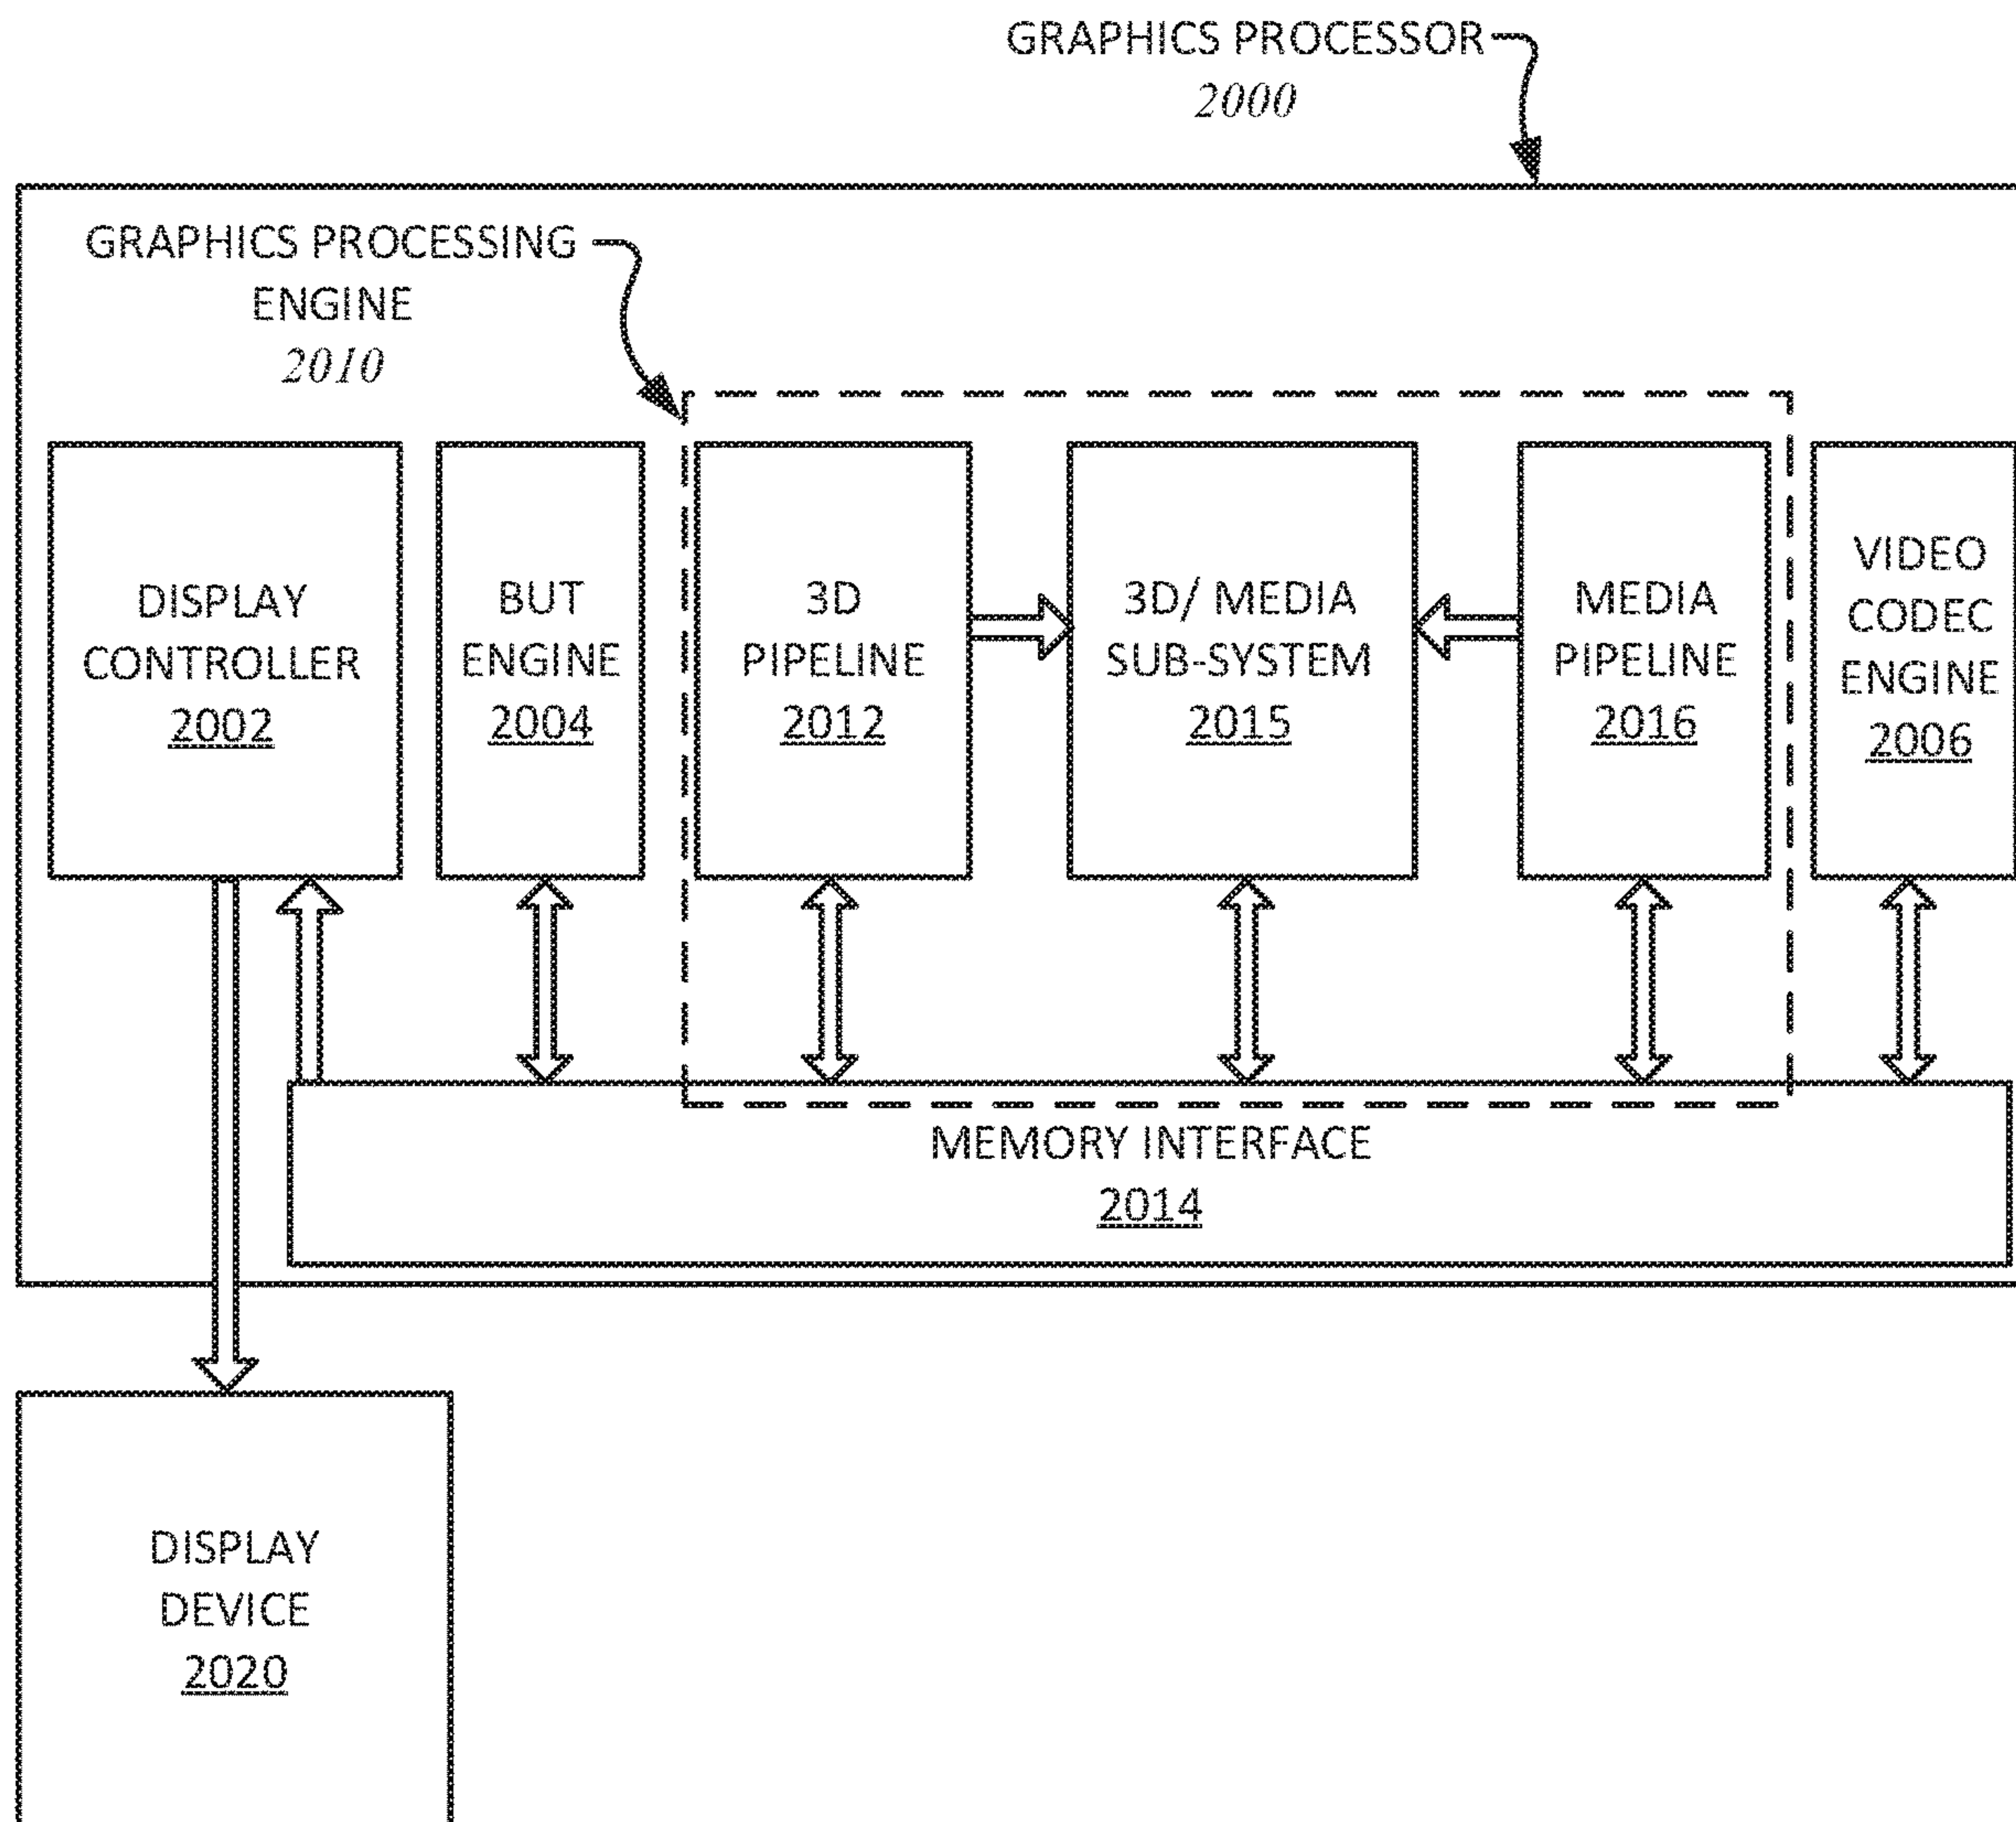 GRAPHICS PROCESSOR
2000
GRAPHICS PROCESSING
ENGINE
2010
DISPLAY
CONTROLLER
2002
BUT
ENGINE
2004
3D
PIPELINE
2012
3D/ MEDIA
SUB-SYSTEM
2015
MEDIA
PIPELINE
2016
VIDEO
CODEC
ENGINE
2006
MEMORY INTERFACE
2014
DISPLAY
DEVICE
2020